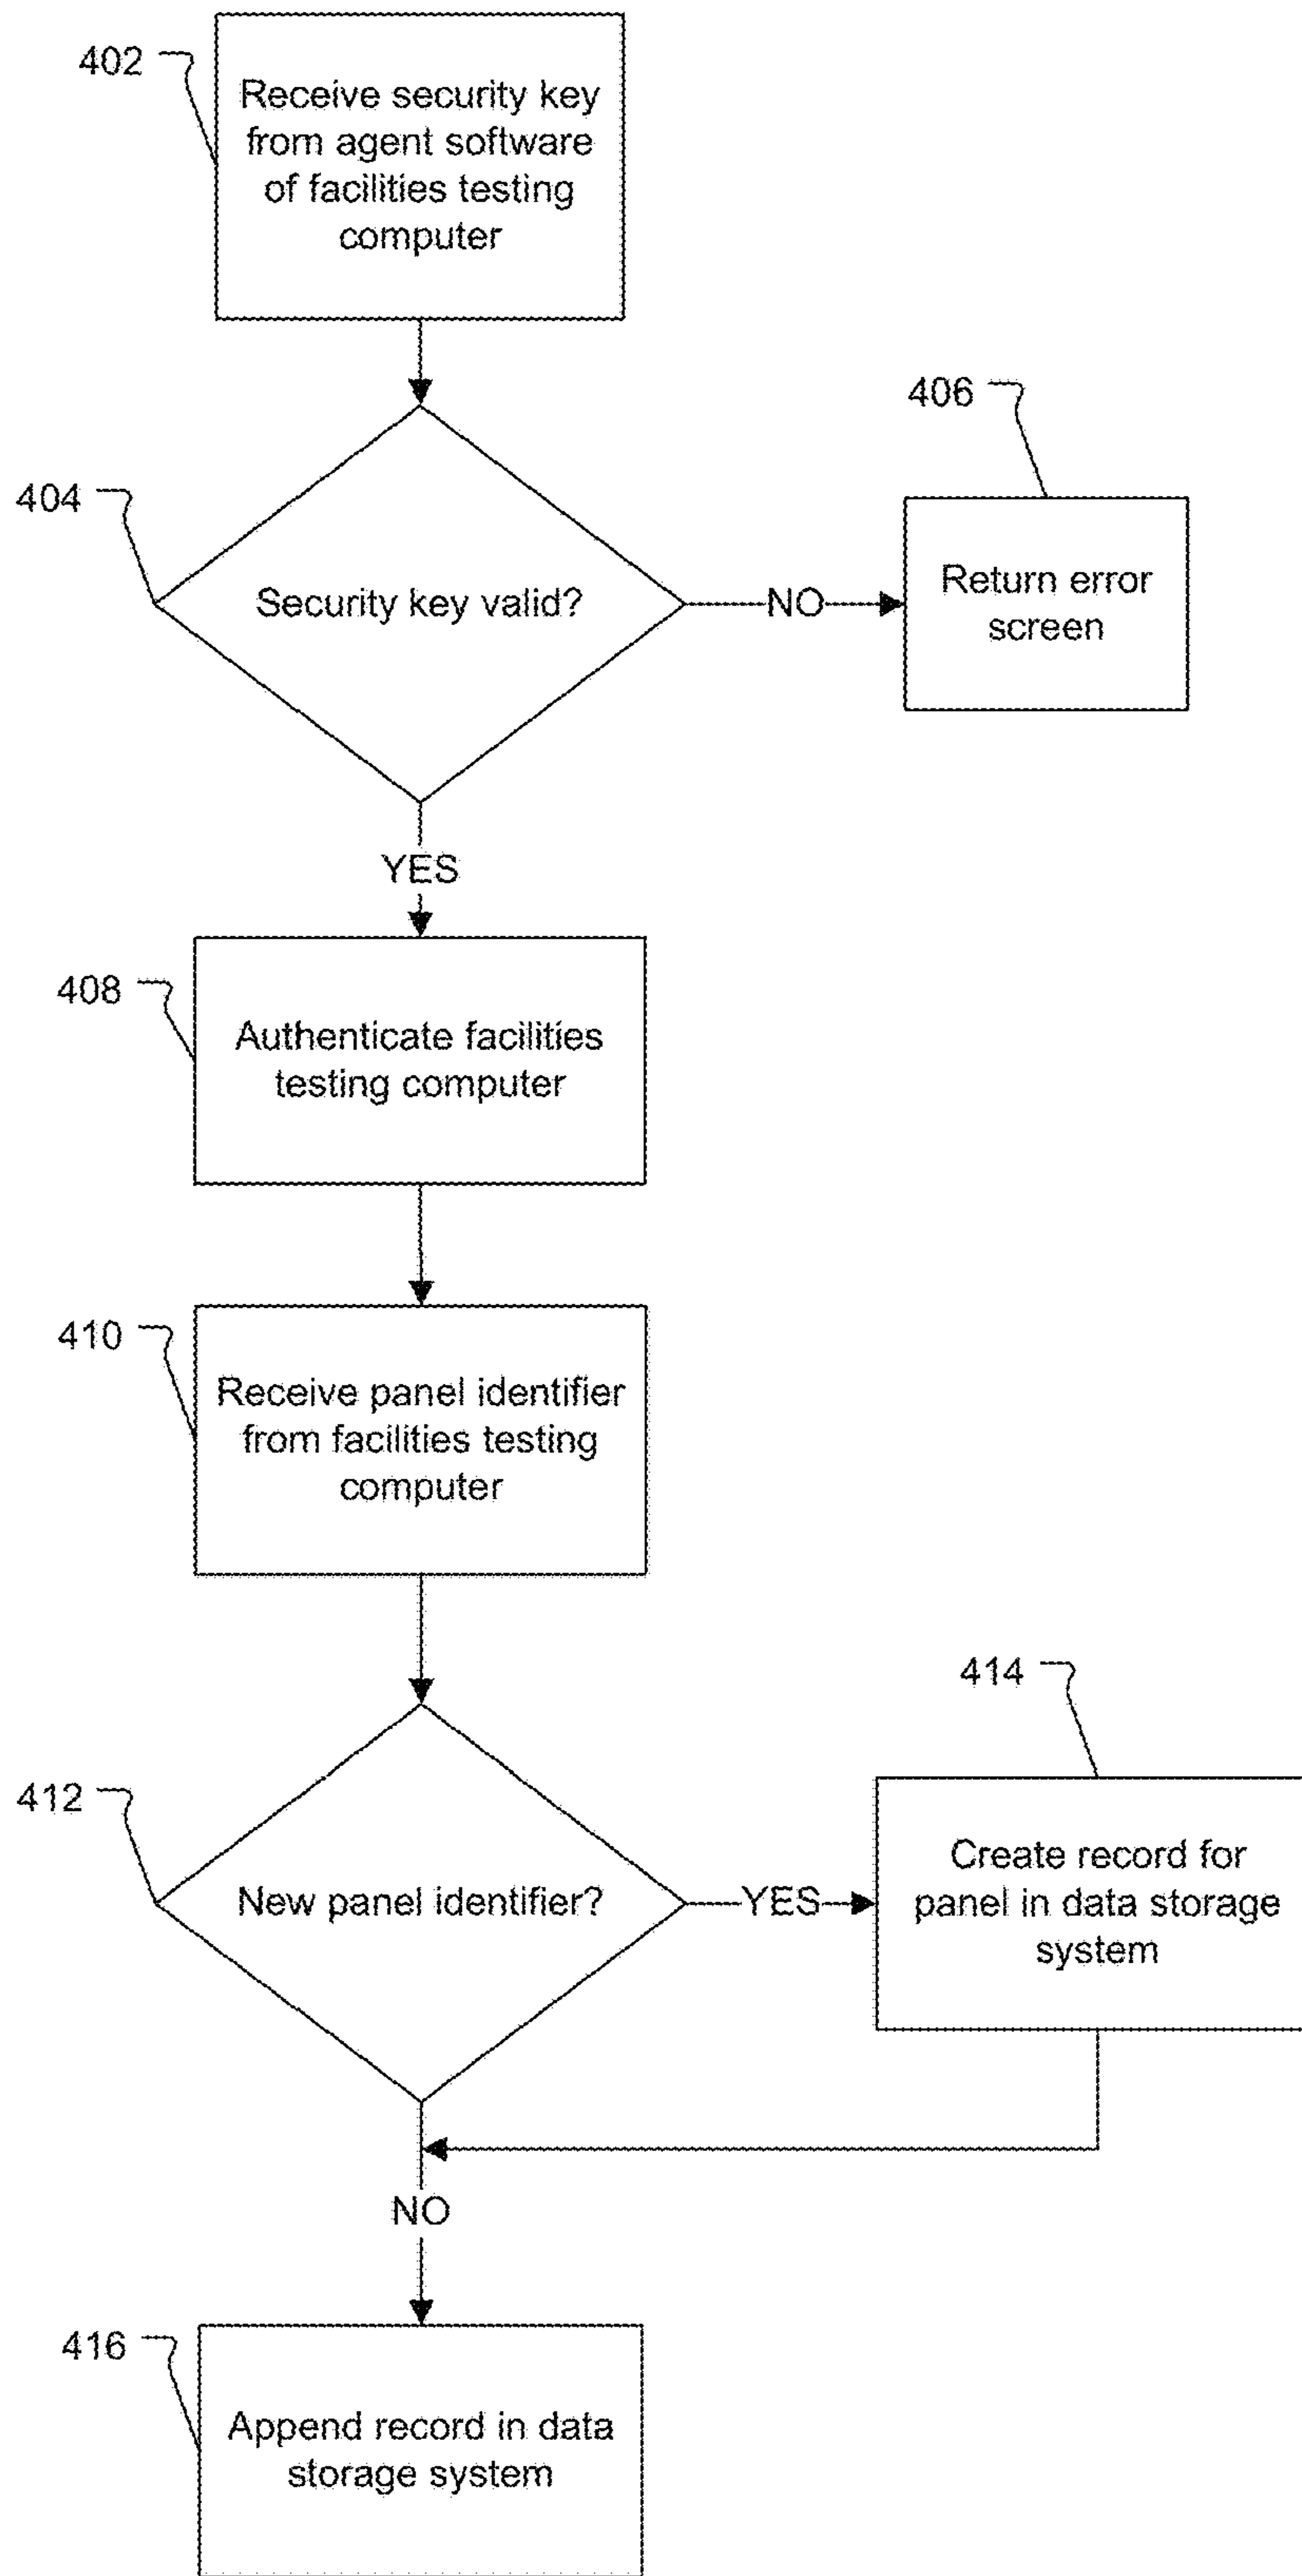 402
Receive security key
from agent software
of facilities testing
computer
406
404
Security key valid?
NO
Return error
screen
YES
408
Authenticate facilities
testing computer
410
Receive panel identifier
from facilities testing
computer
414
412
New panel identifier?
YES
Create record for
panel in data storage
system
NO
416
Append record in data
storage system